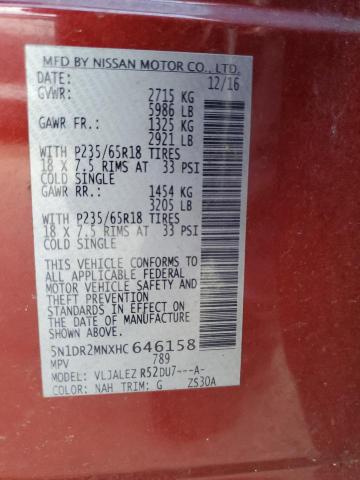 MFD BY NISSAN MOTOR CO., LTD.
DATE: 12/16
GVWR: 2715 KG
5986 LB
GAWR FR.: 1325 KG
2921 LB
WITH P235/65R18 TIRES
18 X 7.5 RIMS AT 33 PSI
COLD SINGLE
GAWR RR.: 1454 KG
3205 LB
WITH P235/65R18 TIRES
18 X 7.5 RIMS AT 33 PSI
COLD SINGLE
THIS VEHICLE CONFORMS TO
ALL APPLICABLE FEDERAL
MOTOR VEHICLE SAFETY
AND THEFT PREVENTION
STANDARDS IN EFFECT ON THE
DATE OF MANUFACTURE
SHOWN ABOVE.
5N1DR2MNXHC 646158
MPV 789
MODEL: VLJALEZ R52DU7---A-
COLOR: NAH TRIM: G ZS30A